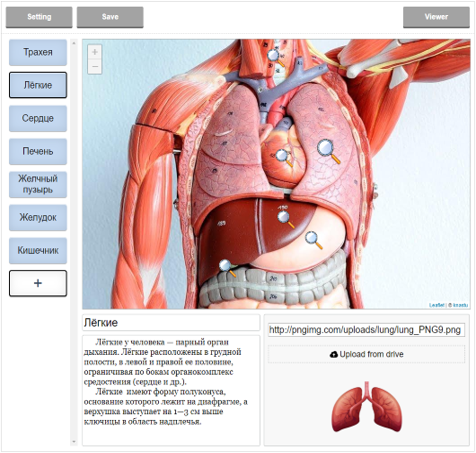 Setting
Save
Viewer
Трахея
Лёгкие
Сердце
Печень
Желчный
пузырь
Желудок
Кишечник
+
+
−
Leaflet | © knastu
Лёгкие
http://pngimg.com/uploads/lung/lung_PNG9.png
Upload from drive
Лёгкие у человека — парный орган
дыхания. Лёгкие расположены в грудной
полости, в левой и правой ее половине,
ограничивая по бокам органокомплекс
средостения (сердце и др.).
Лёгкие имеют форму полуконуса,
основание которого лежит на диафрагме, а
верхушка выступает на 1—3 см выше
ключицы в область надплечья.